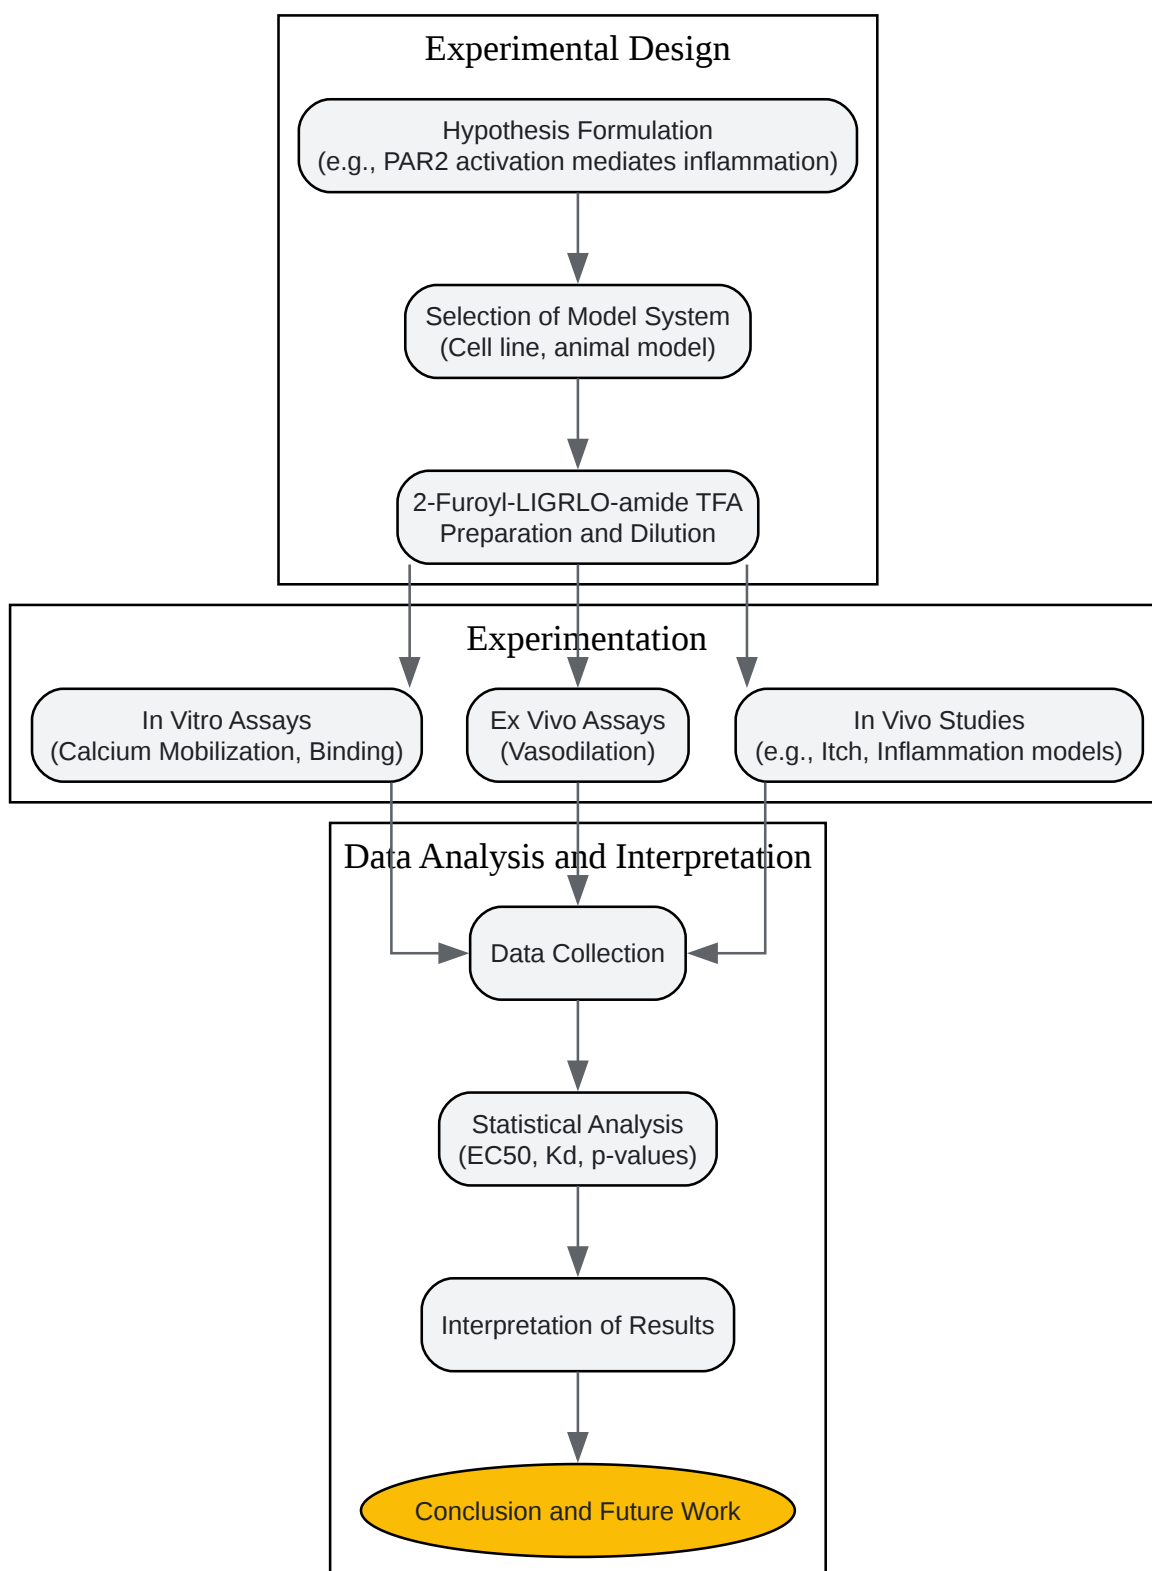 Experimental Design
Hypothesis Formulation
(e.g., PAR2 activation mediates inflammation)
Selection of Model System
(Cell line, animal model)
2-Furoyl-LIGRLO-amide TFA
Preparation and Dilution
Experimentation
In Vitro Assays
(Calcium Mobilization, Binding)
Ex Vivo Assays
(Vasodilation)
In Vivo Studies
(e.g., Itch, Inflammation models)
Data Analysis and Interpretation
Data Collection
Statistical Analysis
(EC50, Kd, p-values)
Interpretation of Results
Conclusion and Future Work